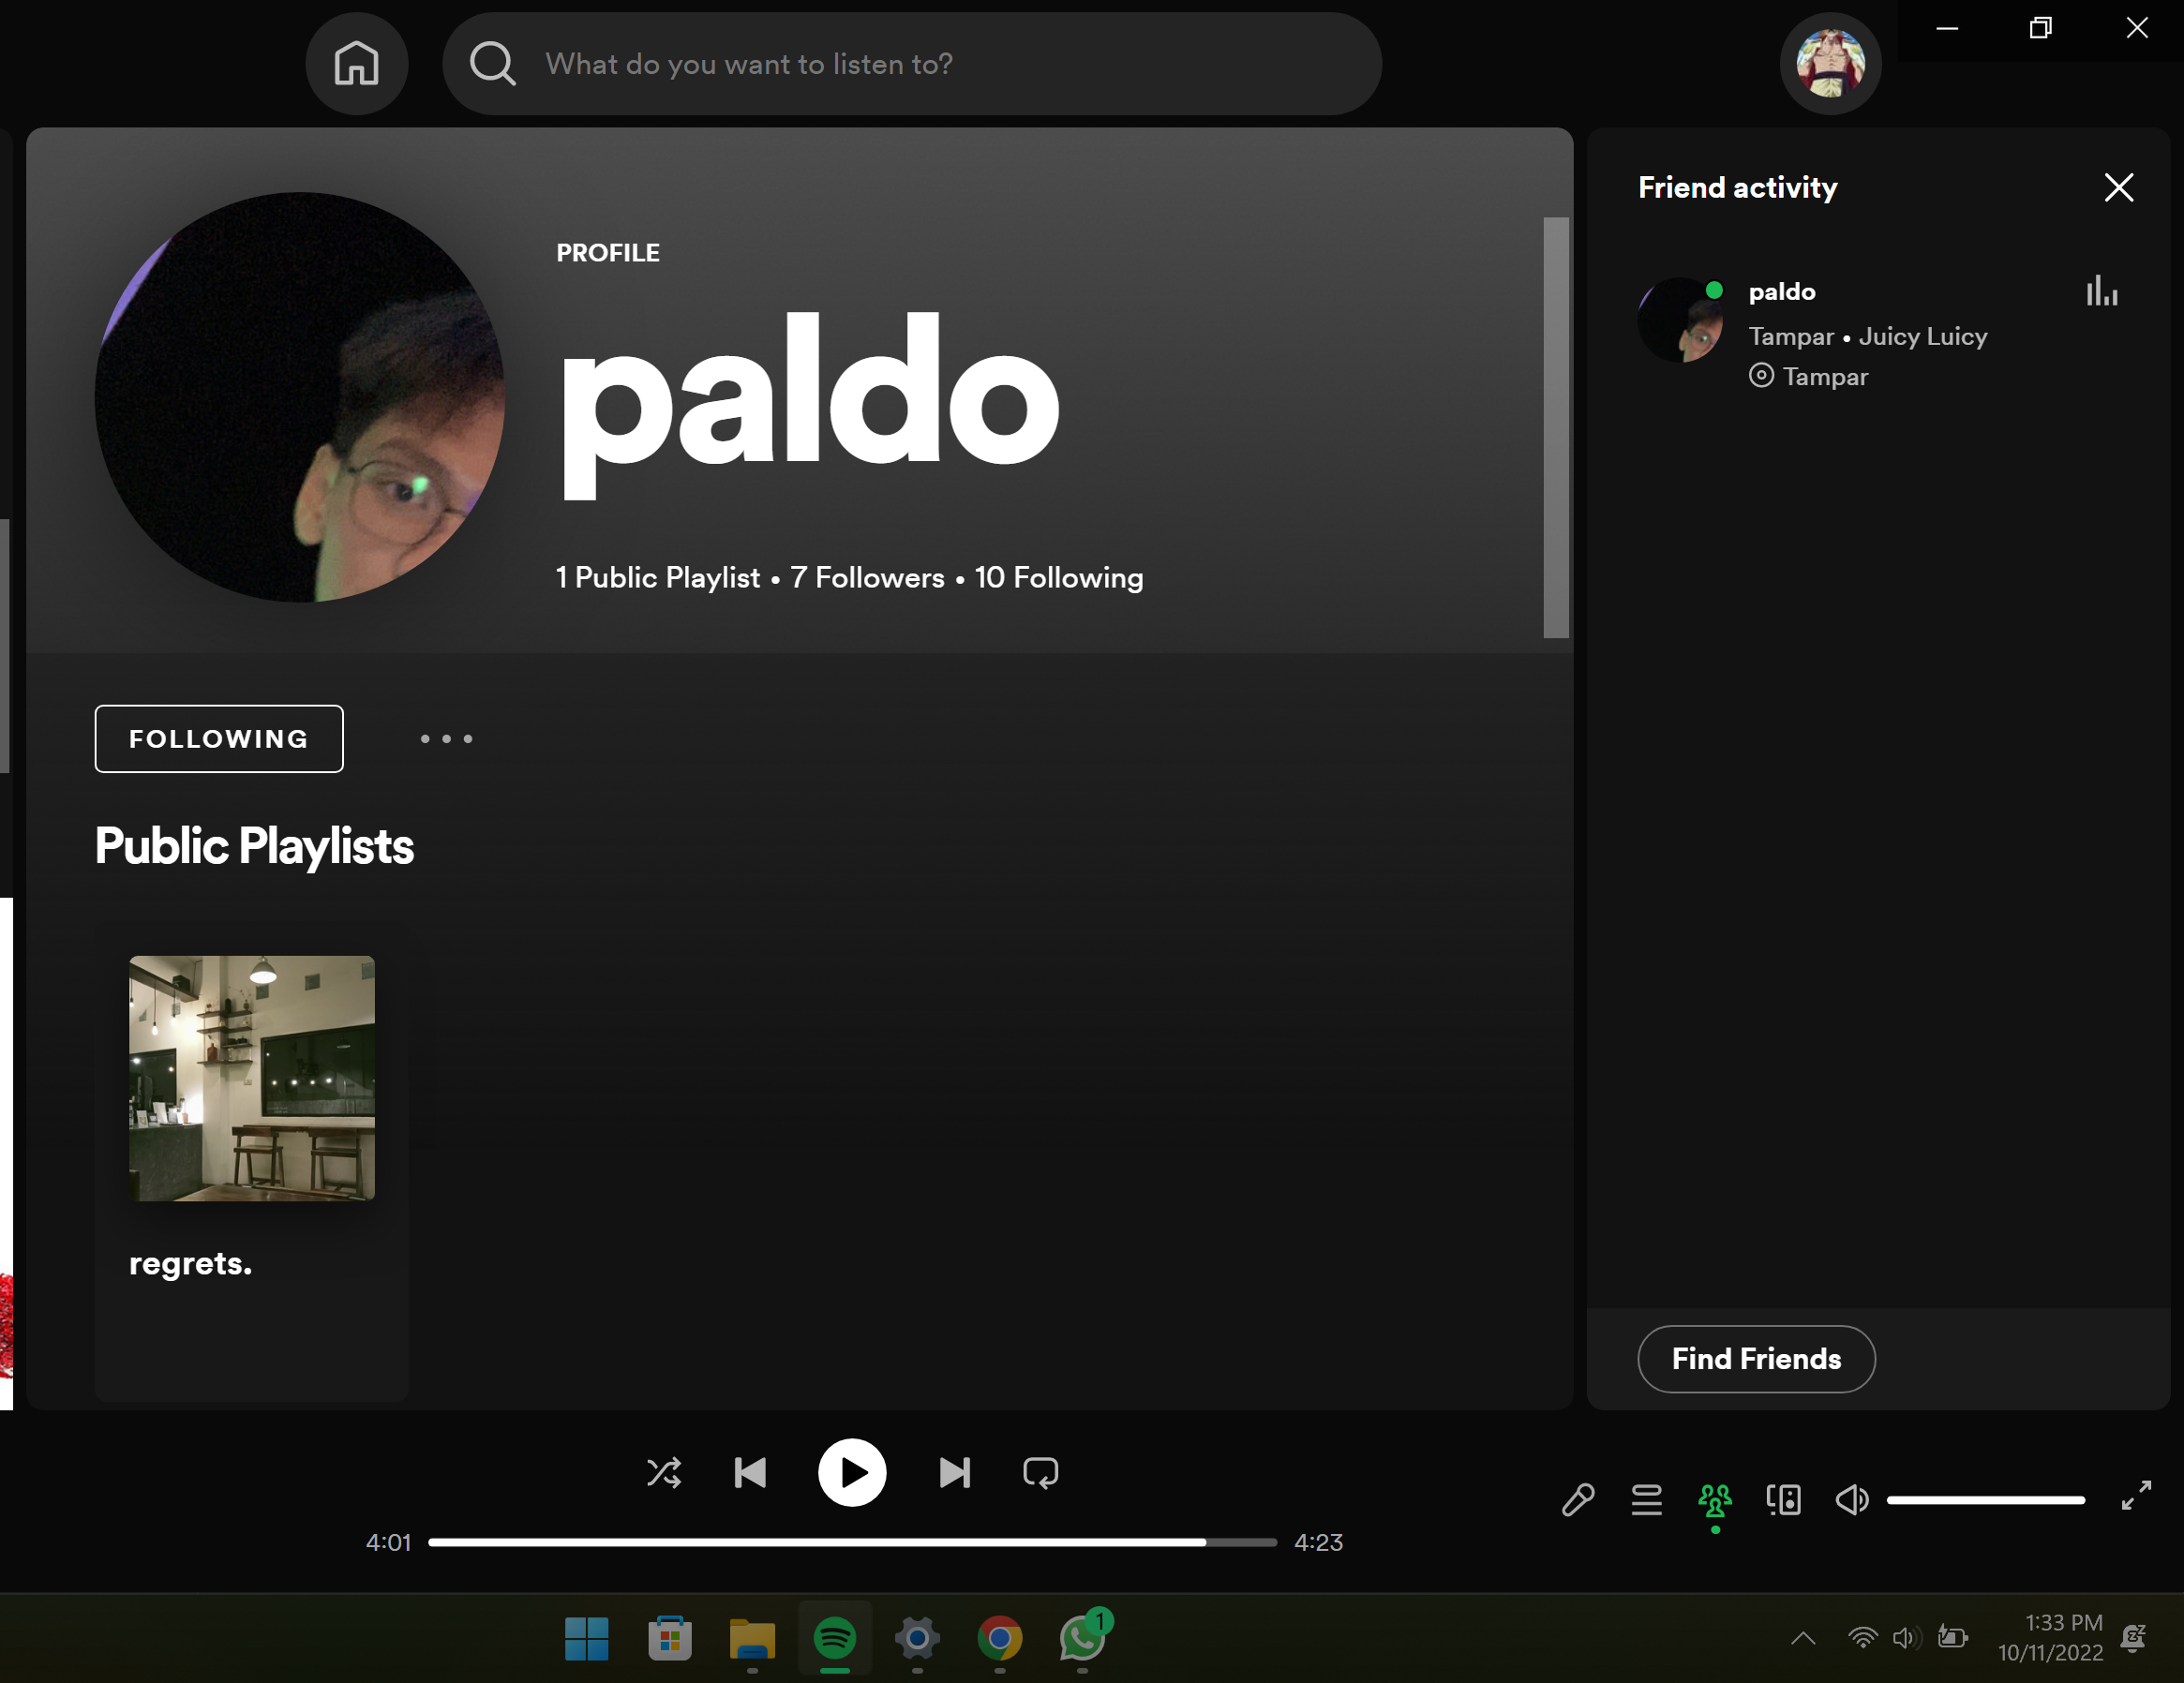 What do you want to listen to?
PROFILE
paldo
1 Public Playlist • 7 Followers • 10 Following
FOLLOWING
Public Playlists
regrets.
Friend activity
paldo
Tampar • Juicy Luicy
Tampar
Find Friends
4:01
4:23
1
1:33 PM
10/11/2022